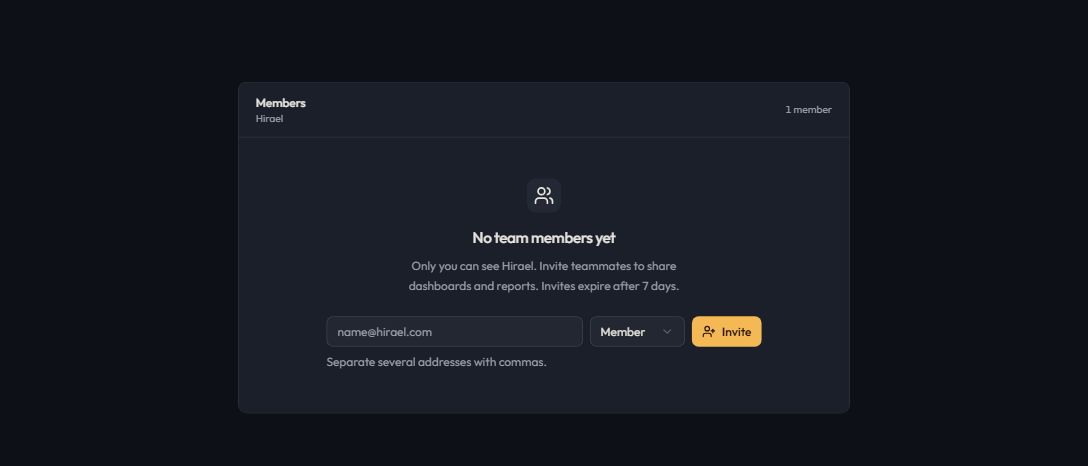 Members
Hirael
1 member
No team members yet
Only you can see Hirael. Invite teammates to share
dashboards and reports. Invites expire after 7 days.
name@hirael.com
Member
Invite
Separate several addresses with commas.